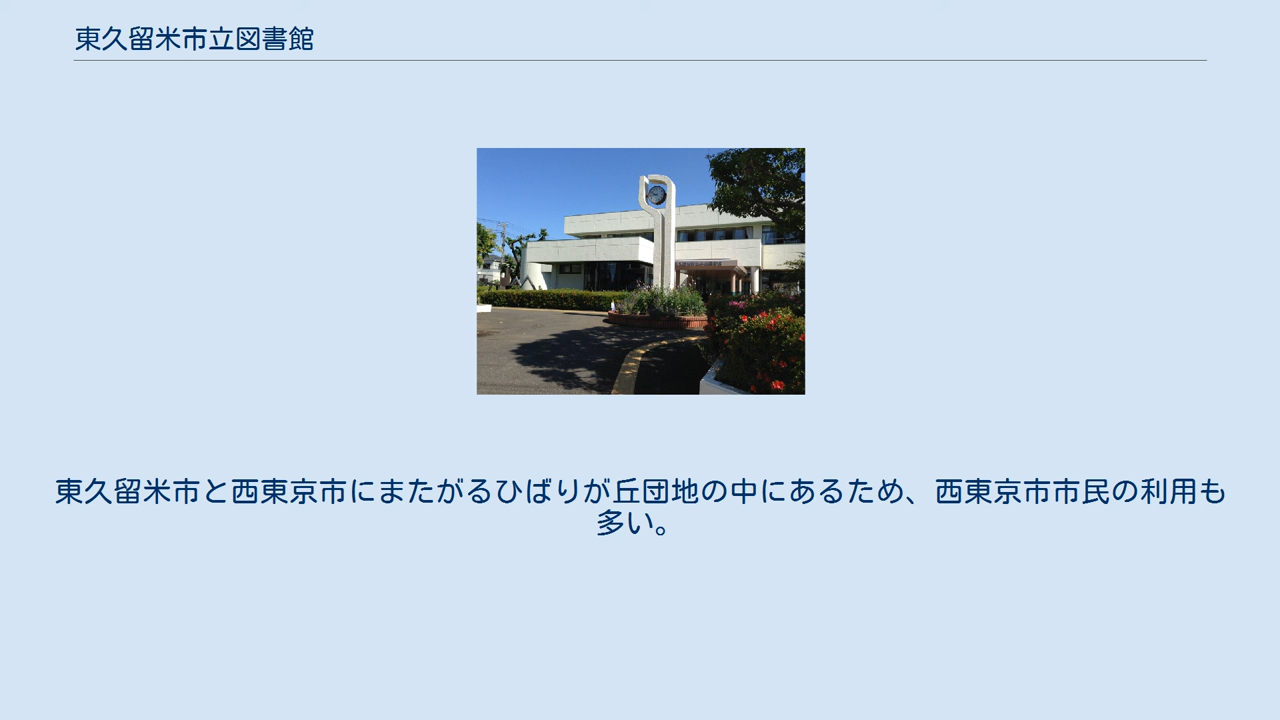 東久留米市立図書館
東久留米市と西東京市にまたがるひばりが丘団地の中にあるため、西東京市市民の利用も
多い。